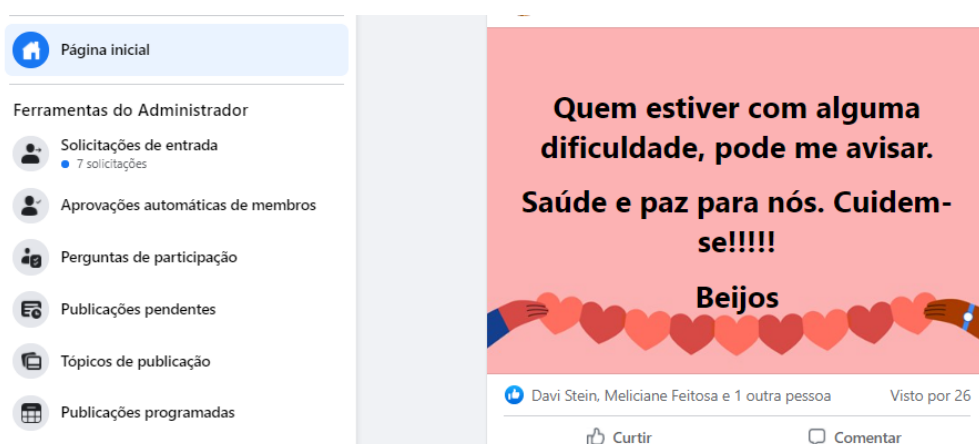 Página inicial
Ferramentas do Administrador
Solicitações de entrada
7 solicitações
Aprovações automáticas de membros
Perguntas de participação
Publicações pendentes
Tópicos de publicação
Publicações programadas
Quem estiver com alguma
dificuldade, pode me avisar.
Saúde e paz para nós. Cuidem-
se!!!!!
Beijos
Davi Stein, Meliciane Feitosa e 1 outra pessoa
Visto por 26
Curtir
Comentar